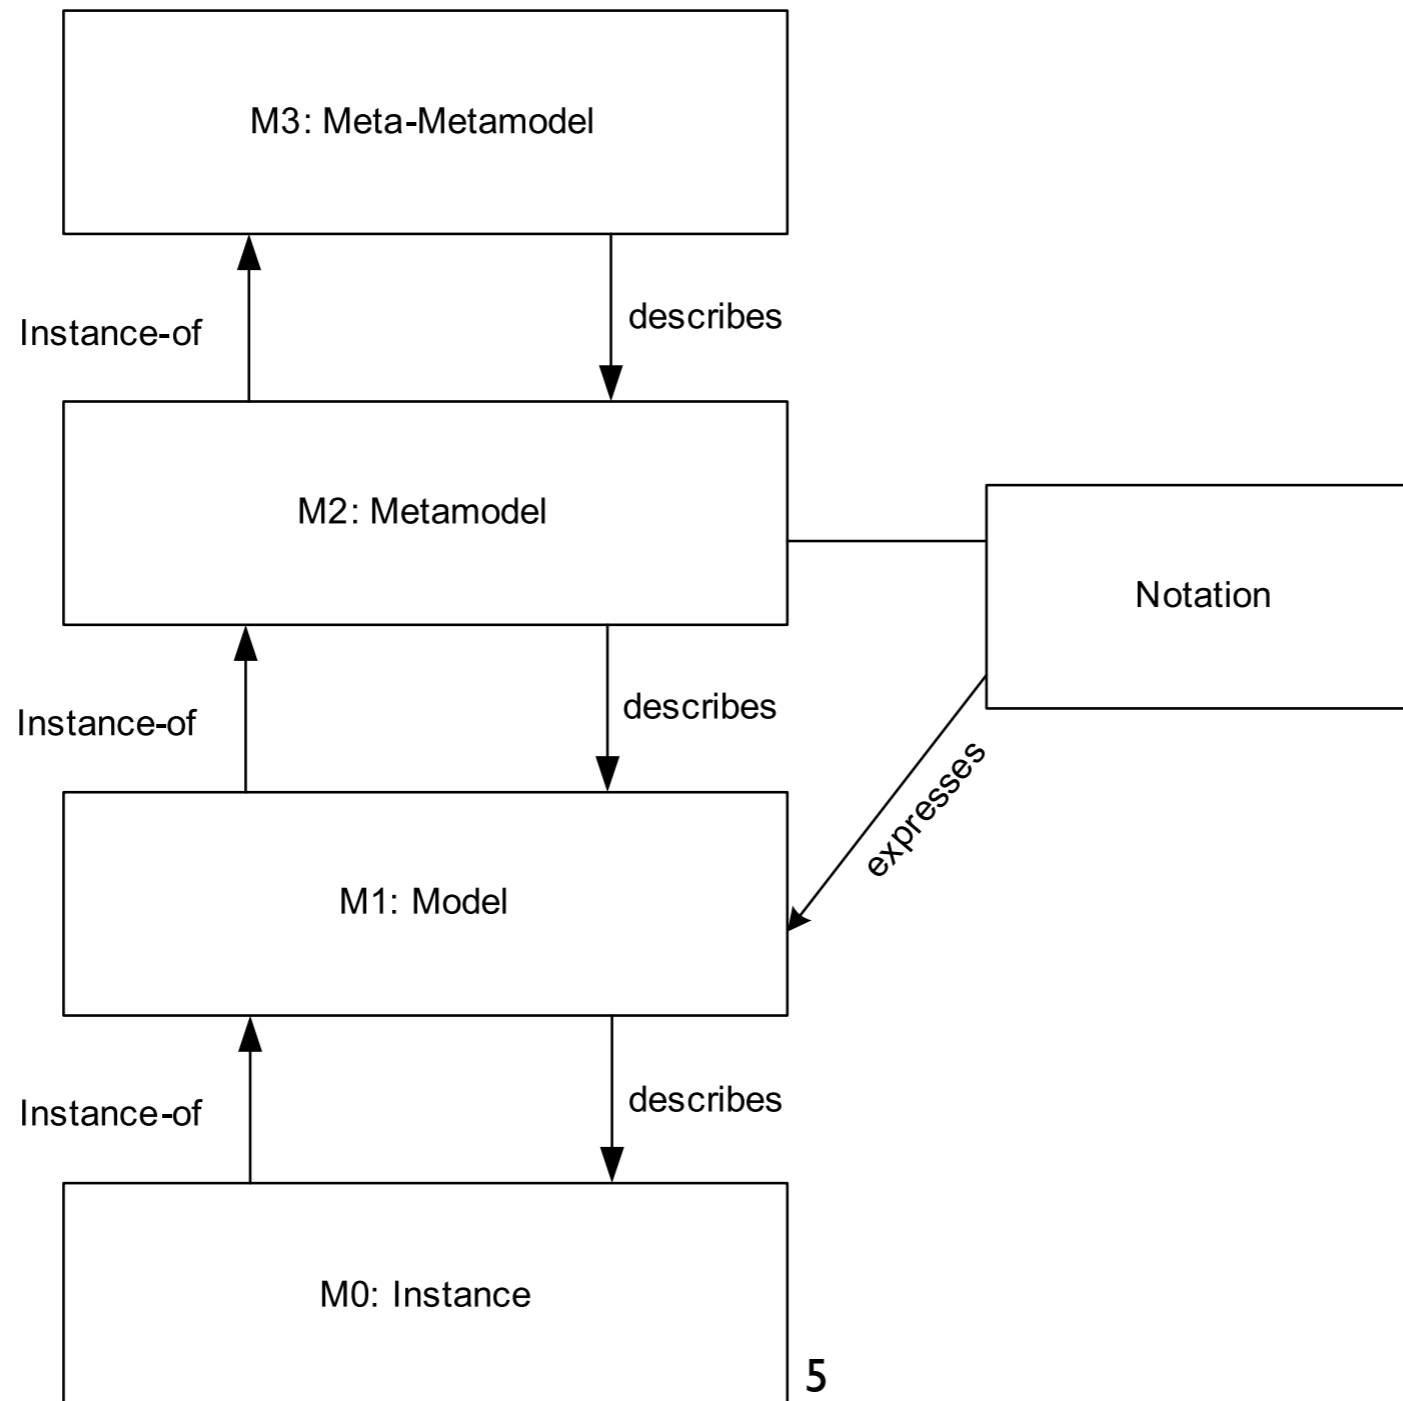 M3: Meta-Metamodel
Instance-of
describes
M2: Metamodel
Notation
Instance-of
describes
expresses
M1: Model
Instance-of
describes
M0: Instance
5